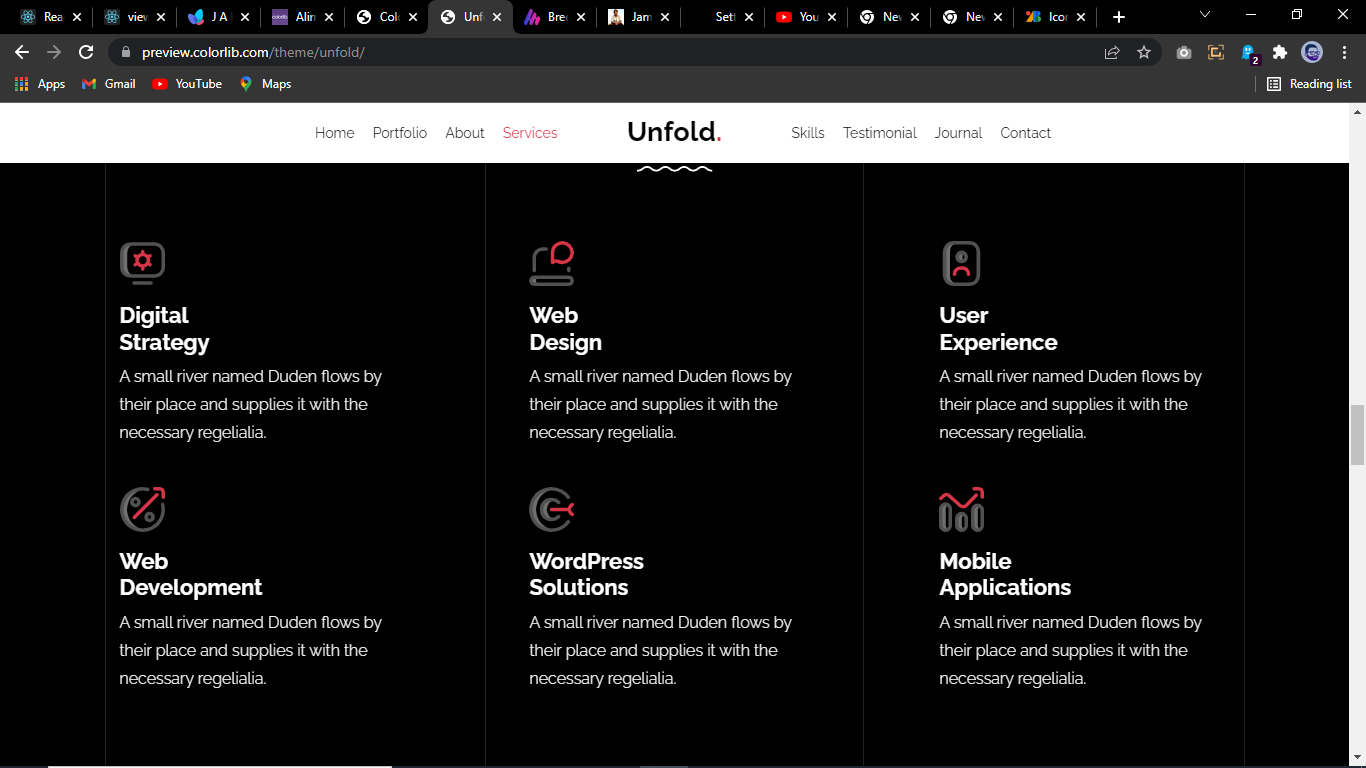 Rea
view
J A
Alin
Colo
Unfo
Bree
Jam
Sett
You
Nev
Nev
Icon
preview.colorlib.com/theme/unfold/
2
Apps
Gmail
YouTube
Maps
Reading list
Home
Portfolio
About
Services
Unfold.
Skills
Testimonial
Journal
Contact
Digital
Strategy
A small river named Duden flows by
their place and supplies it with the
necessary regelialia.
Web
Design
A small river named Duden flows by
their place and supplies it with the
necessary regelialia.
User
Experience
A small river named Duden flows by
their place and supplies it with the
necessary regelialia.
Web
Development
A small river named Duden flows by
their place and supplies it with the
necessary regelialia.
WordPress
Solutions
A small river named Duden flows by
their place and supplies it with the
necessary regelialia.
Mobile
Applications
A small river named Duden flows by
their place and supplies it with the
necessary regelialia.